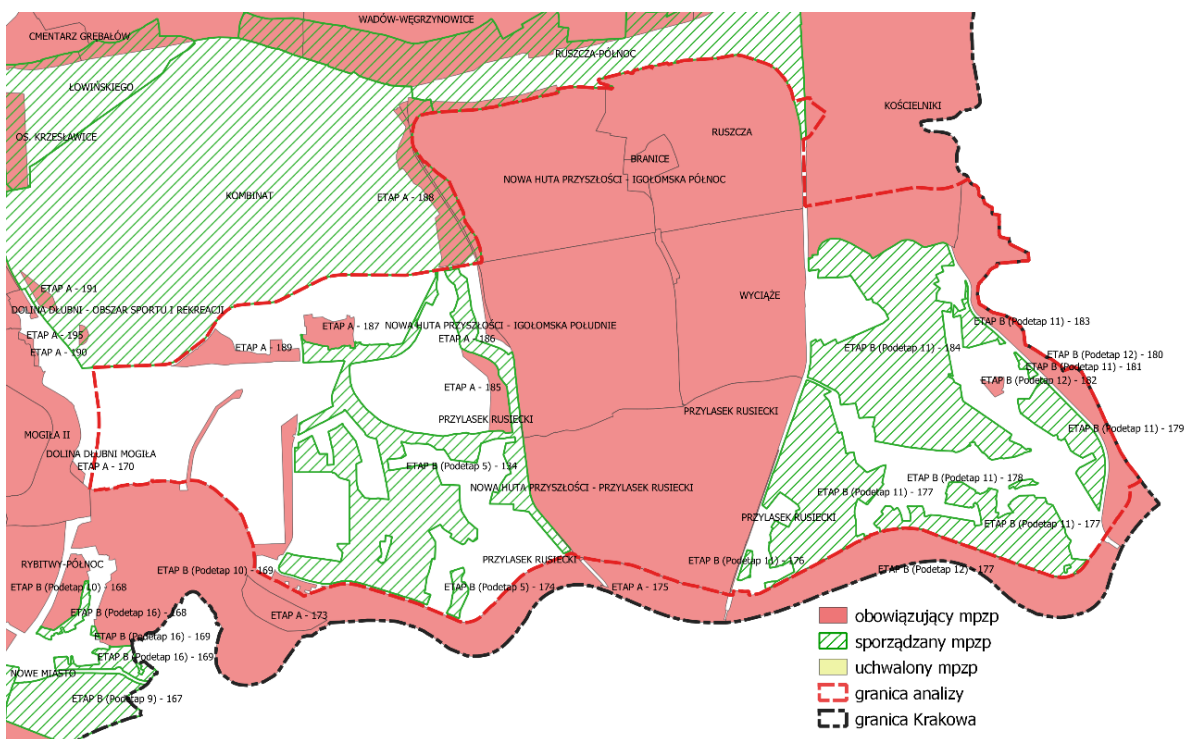 WADÓW-WĘGRZYNOWICE
CMENTARZ GRĘBAŁÓW
RUSZCZA-PÓŁNOC
ŁOWIŃSKIEGO
KOŚCIELNIKI
OŚ. KRZESŁAWICE
RUSZCZA
BRANICE
NOWA HUTA PRZYSZŁOŚCI - IGOŁOMSKA PÓŁNOC
KOMBINAT
ETAP A - 188
ETAP A - 191
WYCIĄŻE
DOLINA DŁUBNI - OBSZAR SPORTU I REKREACJI
ETAP A - 187
NOWA HUTA PRZYSZŁOŚCI - IGOŁOMSKA POŁUDNIE
ETAP B (Podetap 11) - 183
ETAP A - 195
ETAP A - 186
ETAP A - 190
ETAP A - 189
ETAP B (Podetap 11) - 184
ETAP B (Podetap 12) - 180
ETAP B (Podetap 11) - 181
ETAP B (Podetap 12) - 182
ETAP A - 185
PRZYLASEK RUSIECKI
PRZYLASEK RUSIECKI
ETAP B (Podetap 11) - 179
MOGIŁA II
DOLINA DŁUBNI MOGIŁA
ETAP A - 170
ETAP B (Podetap 5) - 134
ETAP B (Podetap 11) - 178
NOWA HUTA PRZYSZŁOŚCI - PRZYLASEK RUSIECKI
ETAP B (Podetap 11) - 177
PRZYLASEK RUSIECKI
ETAP B (Podetap 11) - 177
RYBITWY-PÓŁNOC
PRZYLASEK RUSIECKI
ETAP B (Podetap 11) - 176
ETAP B (Podetap 10) - 169
ETAP B (Podetap 12) - 177
ETAP B (Podetap 10) - 168
ETAP B (Podetap 5) - 174
ETAP A - 175
ETAP B (Podetap 16) - 168
ETAP A - 173
ETAP B (Podetap 16) - 169
ETAP B (Podetap 16) - 169
NOWE MIASTO
ETAP B (Podetap 9) - 167
obowiązujący mpzp
sporządzany mpzp
uchwalony mpzp
granica analizy
granica Krakowa